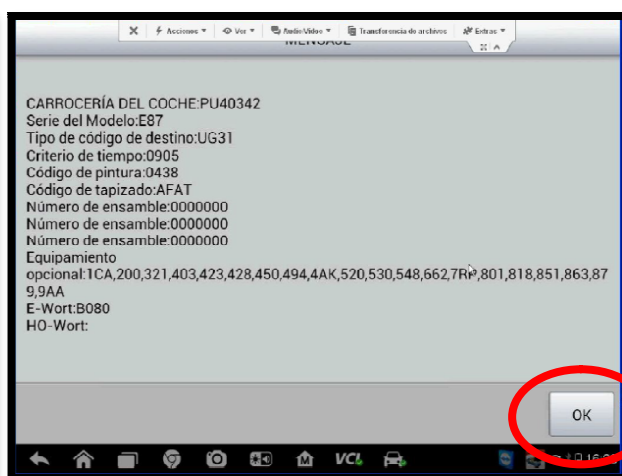 Acciones
Ver
Audio/Vídeo
Transferencia de archivos
Extras
MENSAJE
CARROCERÍA DEL COCHE:PU40342
Serie del Modelo:E87
Tipo de código de destino:UG31
Criterio de tiempo:0905
Código de pintura:0438
Código de tapizado:AFAT
Número de ensamble:0000000
Número de ensamble:0000000
Número de ensamble:0000000
Equipamiento
opcional:1CA,200,321,403,423,428,450,494,4AK,520,530,548,662,7RP,801,818,851,863,87
9,9AA
E-Wort:B080
HO-Wort:
OK
VCI